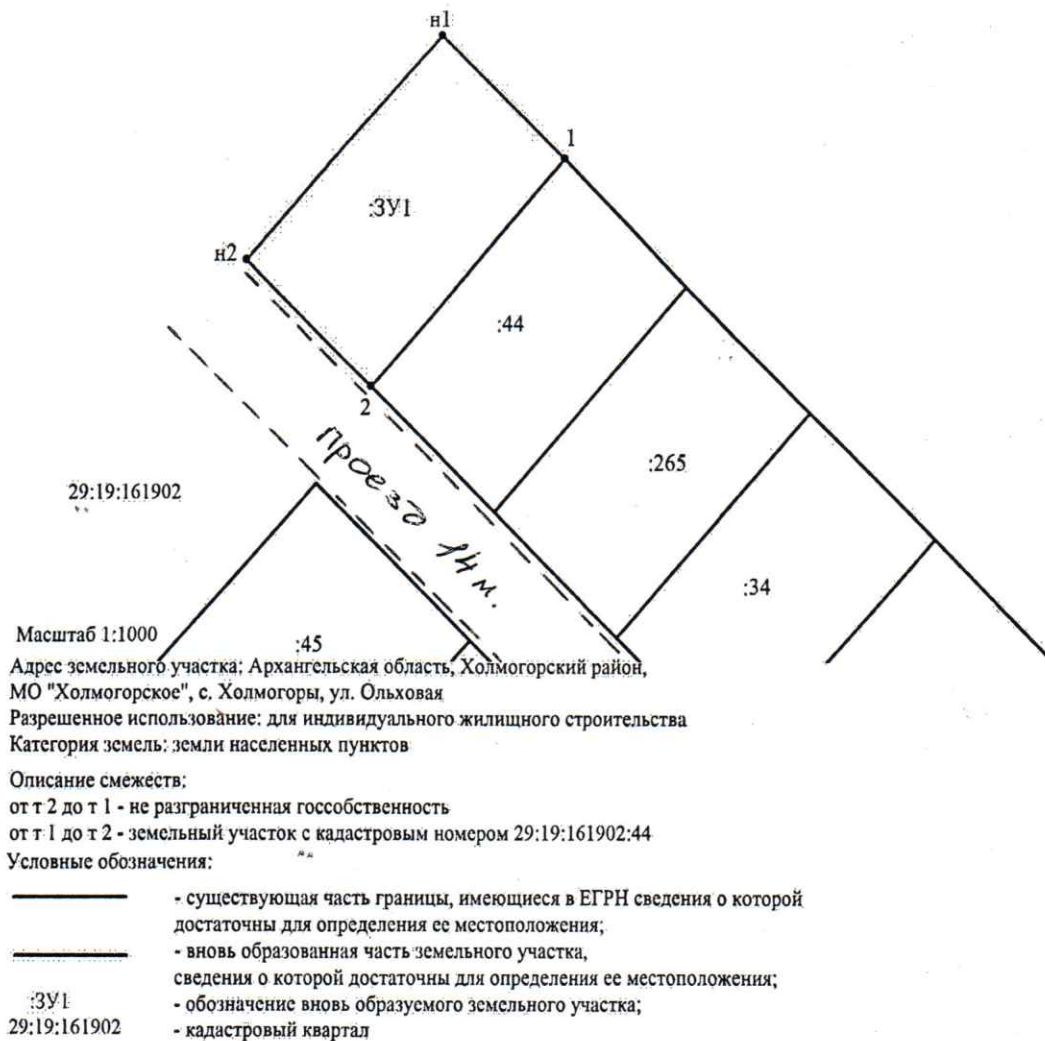 н1
1
:ЗУ1
н2
:44
2
Проезд 14 м.
:265
29:19:161902
:34
Масштаб 1:1000
:45
Адрес земельного участка: Архангельская область, Холмогорский район,
МО "Холмогорское", с. Холмогоры, ул. Ольховая
Разрешенное использование: для индивидуального жилищного строительства
Категория земель: земли населенных пунктов
Описание смежеств:
от т 2 до т 1 - не разграниченная госсобственность
от т 1 до т 2 - земельный участок с кадастровым номером 29:19:161902:44
Условные обозначения:
- существующая часть границы, имеющиеся в ЕГРН сведения о которой
достаточны для определения ее местоположения;
- вновь образованная часть земельного участка,
сведения о которой достаточны для определения ее местоположения;
:ЗУ1 - обозначение вновь образуемого земельного участка;
29:19:161902 - кадастровый квартал